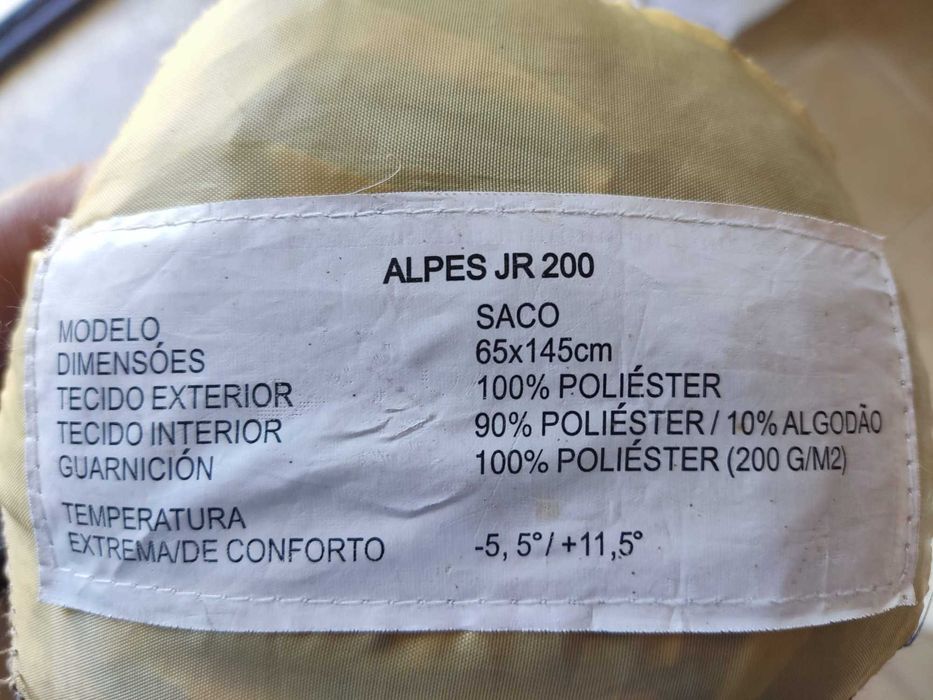 ALPES JR 200
MODELO SACO
DIMENSÓES 65x145cm
TECIDO EXTERIOR 100% POLIÉSTER
TECIDO INTERIOR 90% POLIÉSTER / 10% ALGODÃO
GUARNICIÓN 100% POLIÉSTER (200 G/M2)
TEMPERATURA
EXTREMA/DE CONFORTO -5, 5°/ +11,5°